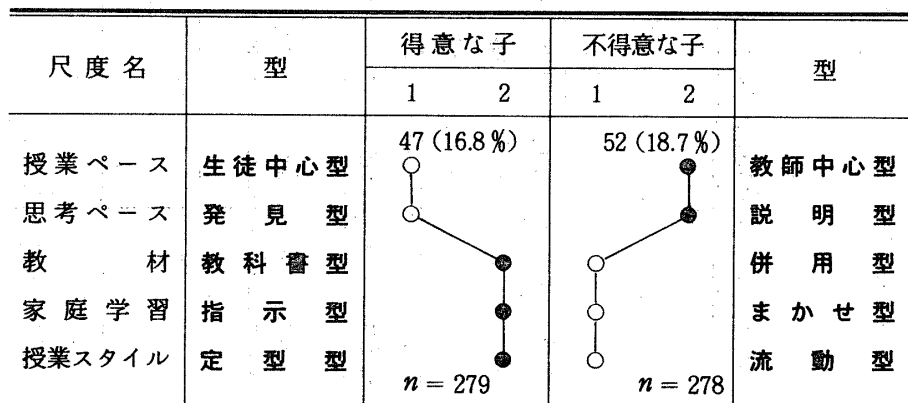 尺度名 型 得意な子 不得意な子 型
1 2 1 2
47 (16.8%) 52 (18.7%)
授業ペース 生徒中心型 教師中心型
思考ペース 発見型 説明型
教材 教科書型 併用型
家庭学習 指示型 まかせ型
授業スタイル 定型型 流動型
n = 279 n = 278